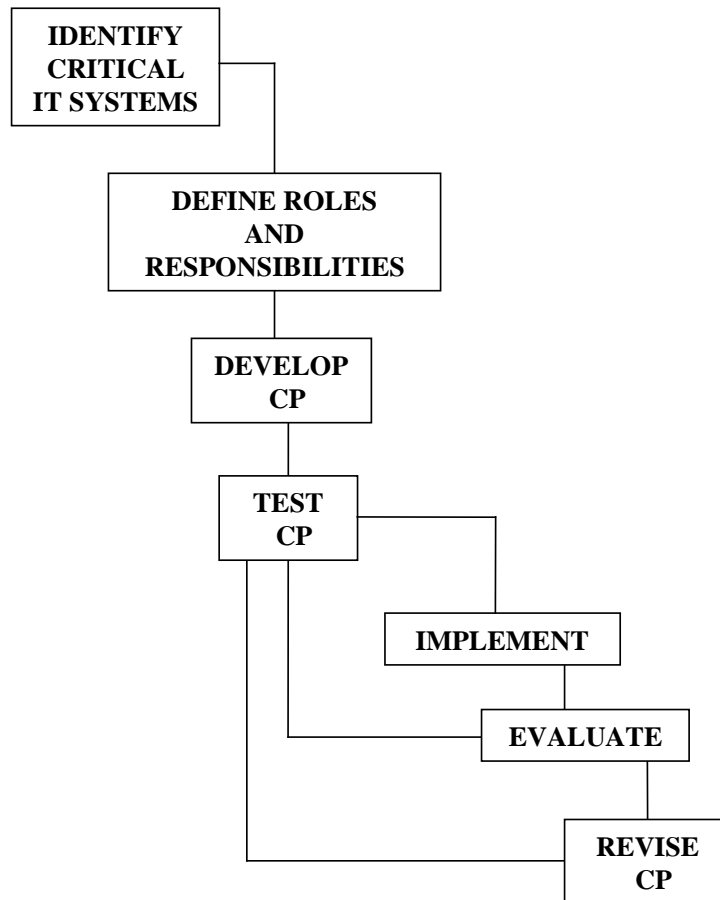 IDENTIFY
CRITICAL
IT SYSTEMS
DEFINE ROLES
AND
RESPONSIBILITIES
DEVELOP
CP
TEST
CP
IMPLEMENT
EVALUATE
REVISE
CP